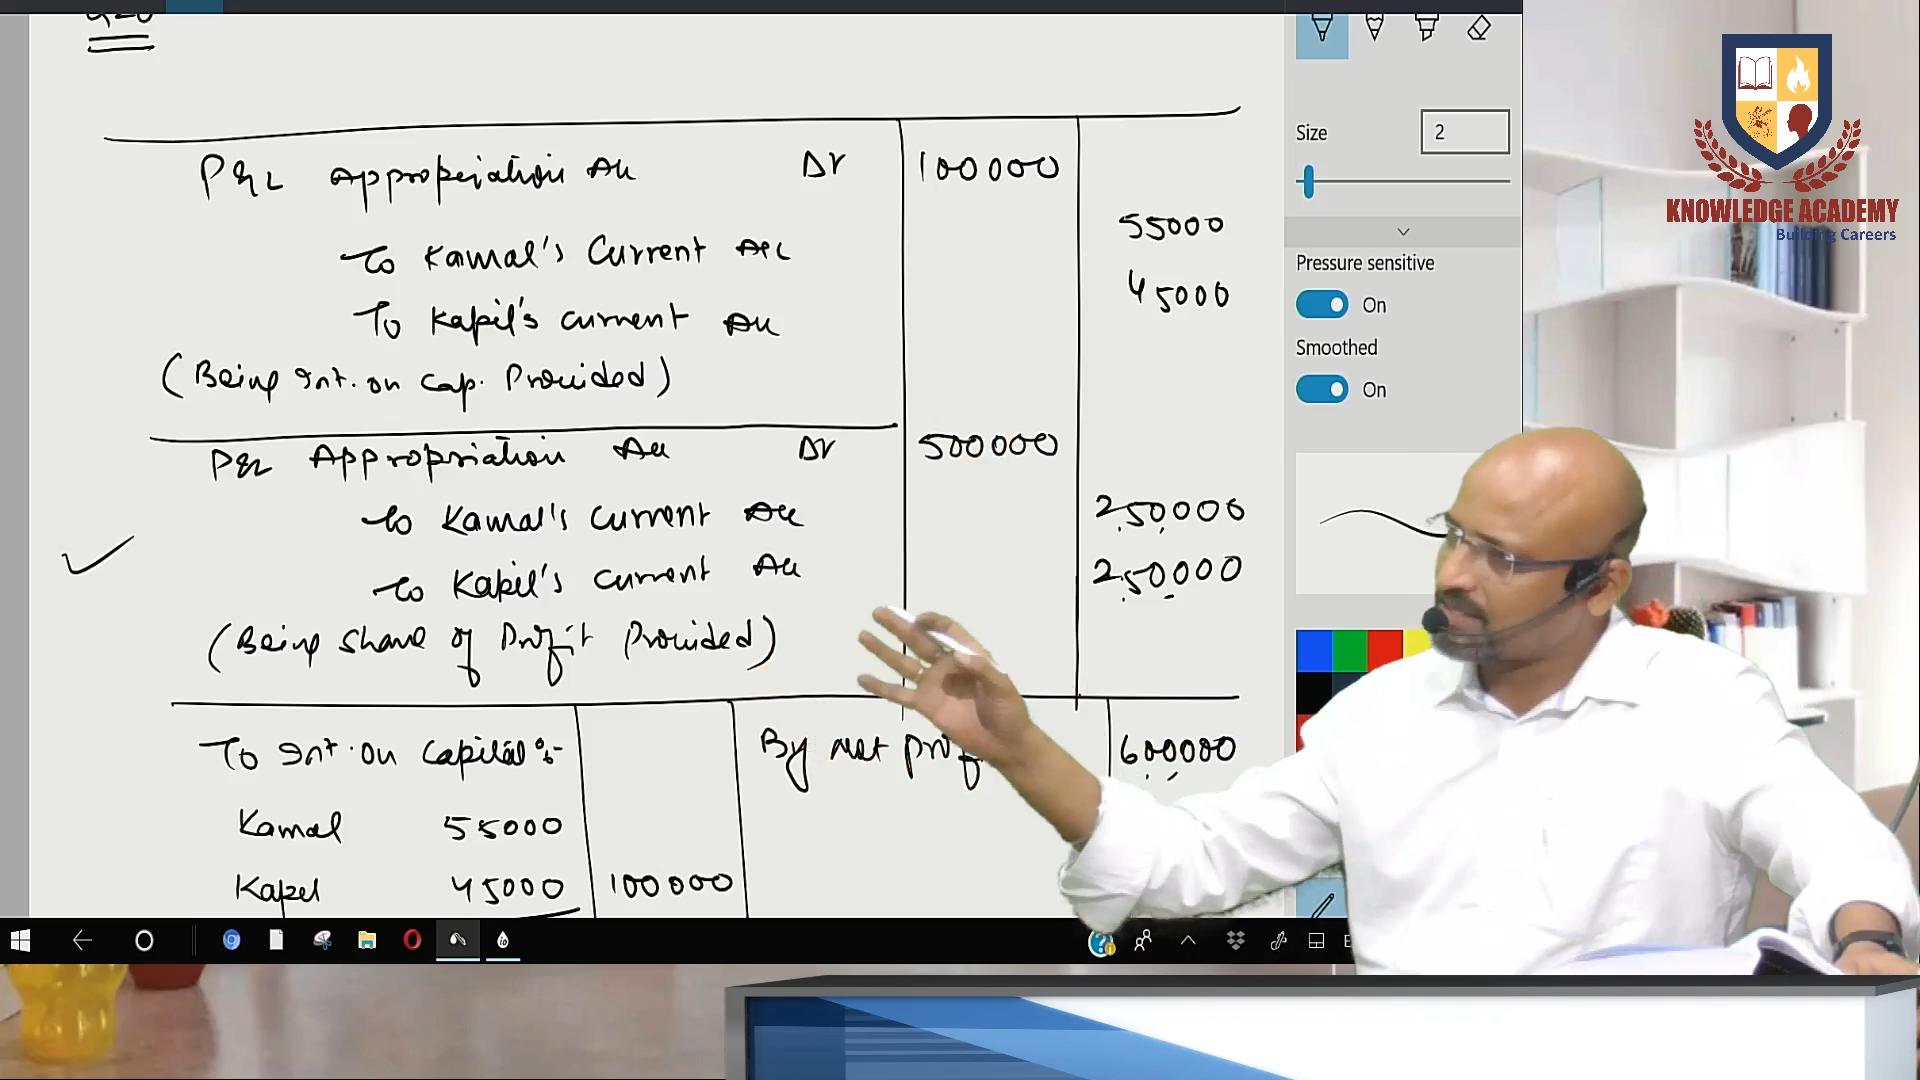 P&L Appropriation A/c Dr 100000
To Kamal's Current A/c 55000
To Kapil's current A/c 45000
(Being Int. on Cap. Provided)
P&L Appropriation A/c Dr 500000
To Kamal's Current A/c 250000
To Kapil's Current A/c 250000
(Being Share of Profit Provided)
To Int. on Capital :- By Net prof 600000
Kamal 55000
Kapil 45000 100000
Size 2
Pressure sensitive
On
Smoothed
On
KNOWLEDGE ACADEMY
Building Careers